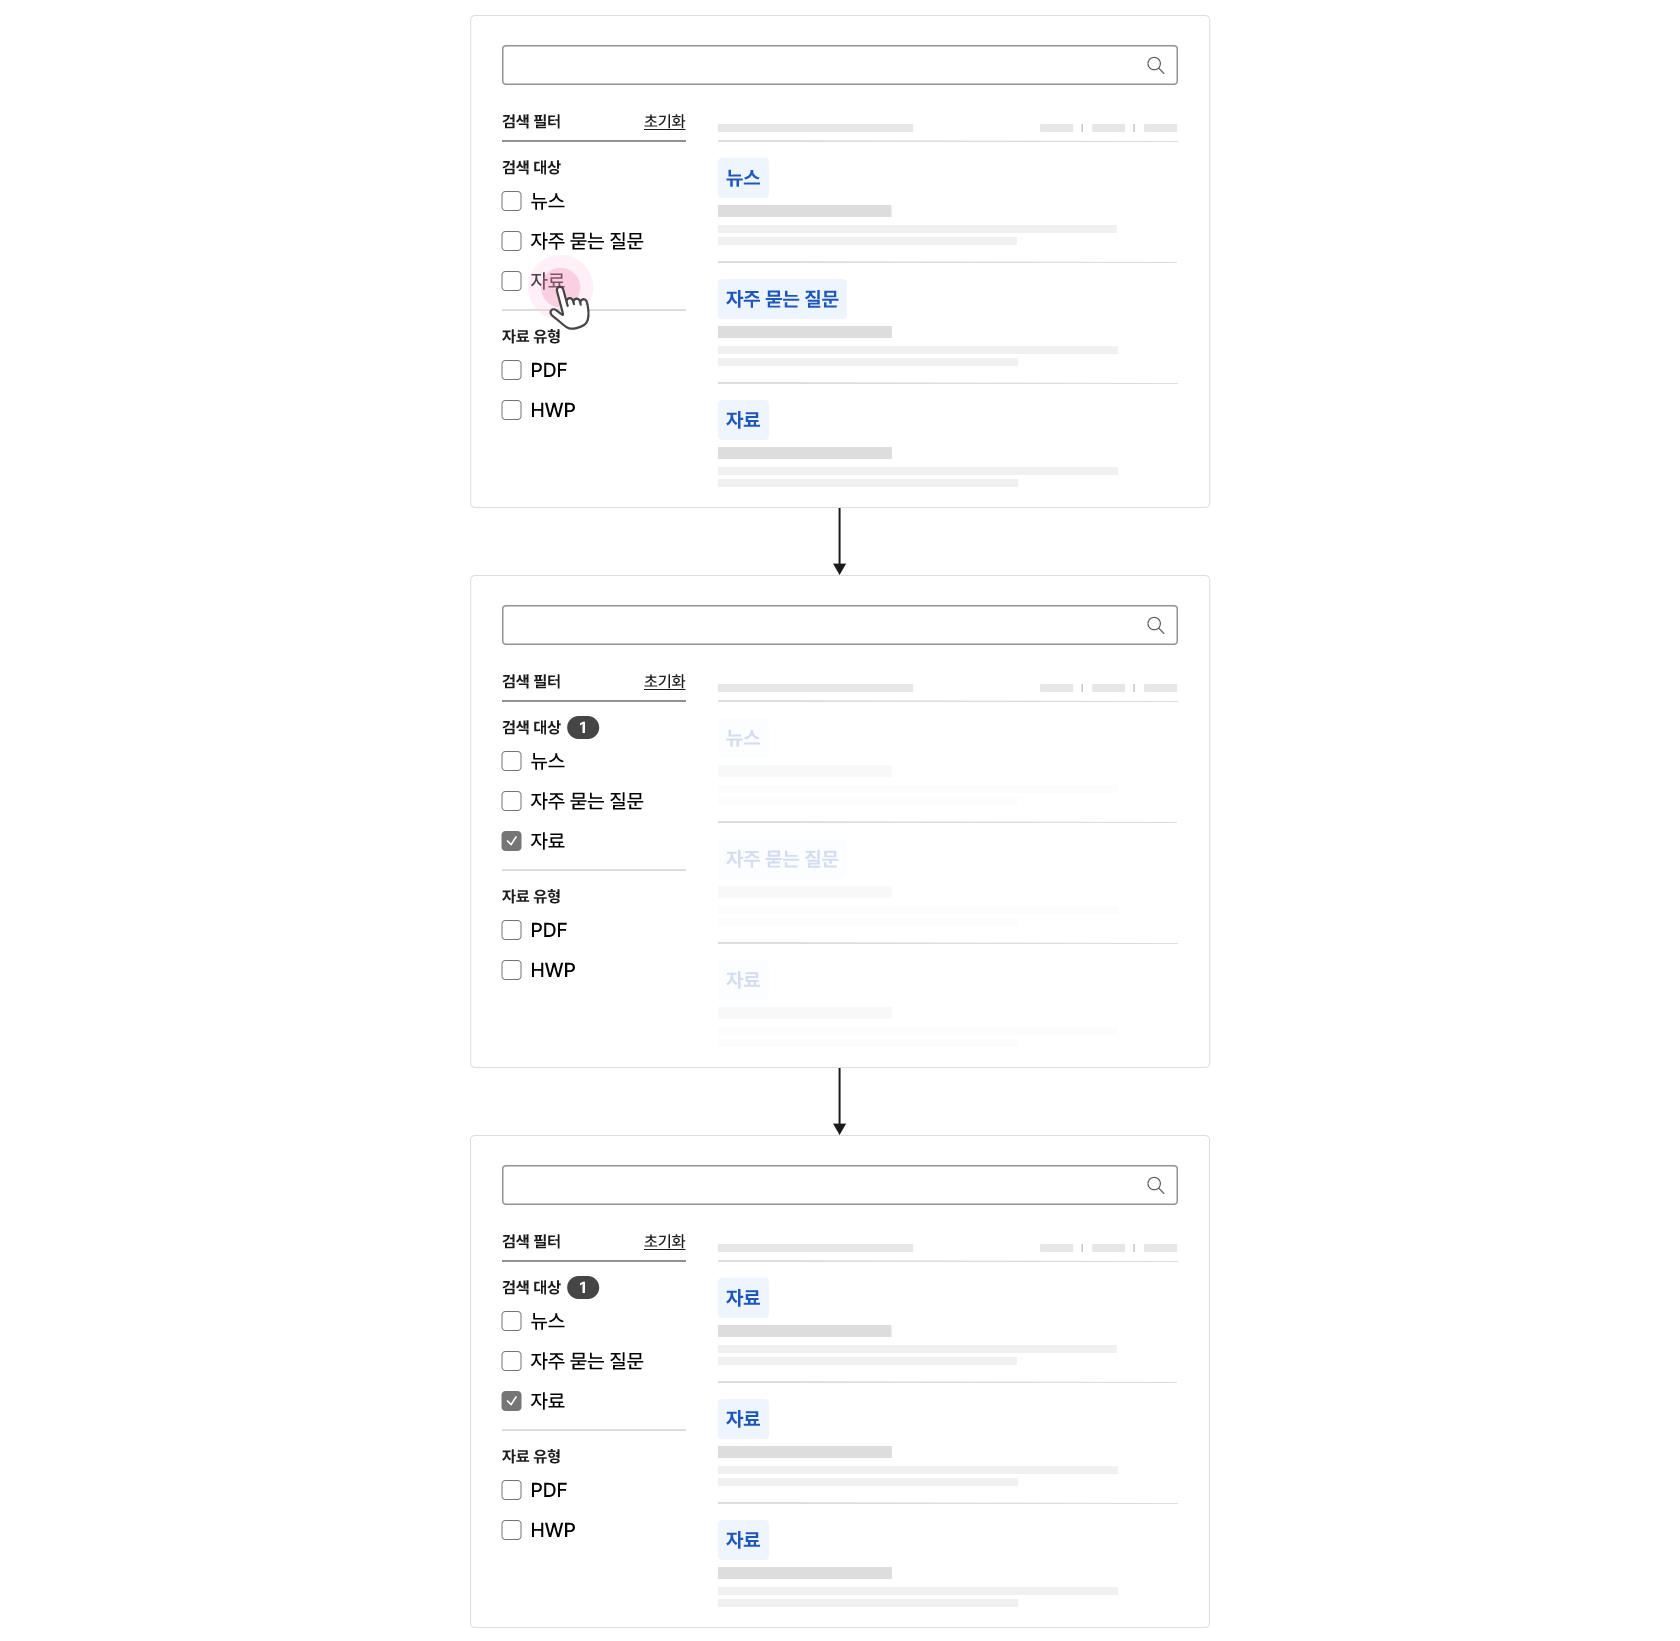 검색 필터 초기화
검색 대상
뉴스
자주 묻는 질문
자료
자료 유형
PDF
HWP
뉴스
자주 묻는 질문
자료
검색 필터 초기화
검색 대상 1
뉴스
자주 묻는 질문
자료
자료 유형
PDF
HWP
뉴스
자주 묻는 질문
자료
검색 필터 초기화
검색 대상 1
뉴스
자주 묻는 질문
자료
자료 유형
PDF
HWP
자료
자료
자료